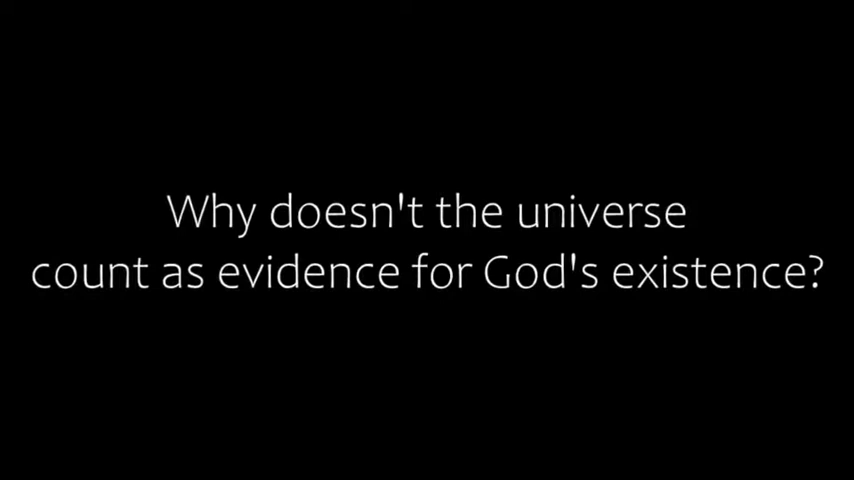 Why doesn't the universe
count as evidence for God's existence?